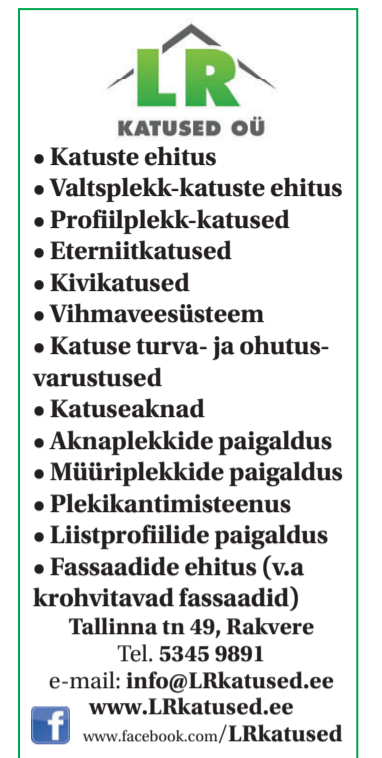 LR
KATUSED OÜ
• Katuste ehitus
• Valtsplekk-katuste ehitus
• Profiilplekk-katused
• Eterniitkatused
• Kivikatused
• Vihmaveesüsteem
• Katuse turva- ja ohutus-
varustused
• Katuseaknad
• Aknaplekkide paigaldus
• Müüriplekkide paigaldus
• Plekikantimisteenus
• Liistprofiilide paigaldus
• Fassaadide ehitus (v.a
krohvitavad fassaadid)
Tallinna tn 49, Rakvere
Tel. 5345 9891
e-mail: info@LRkatused.ee
www.LRkatused.ee
f
www.facebook.com/LRkatused